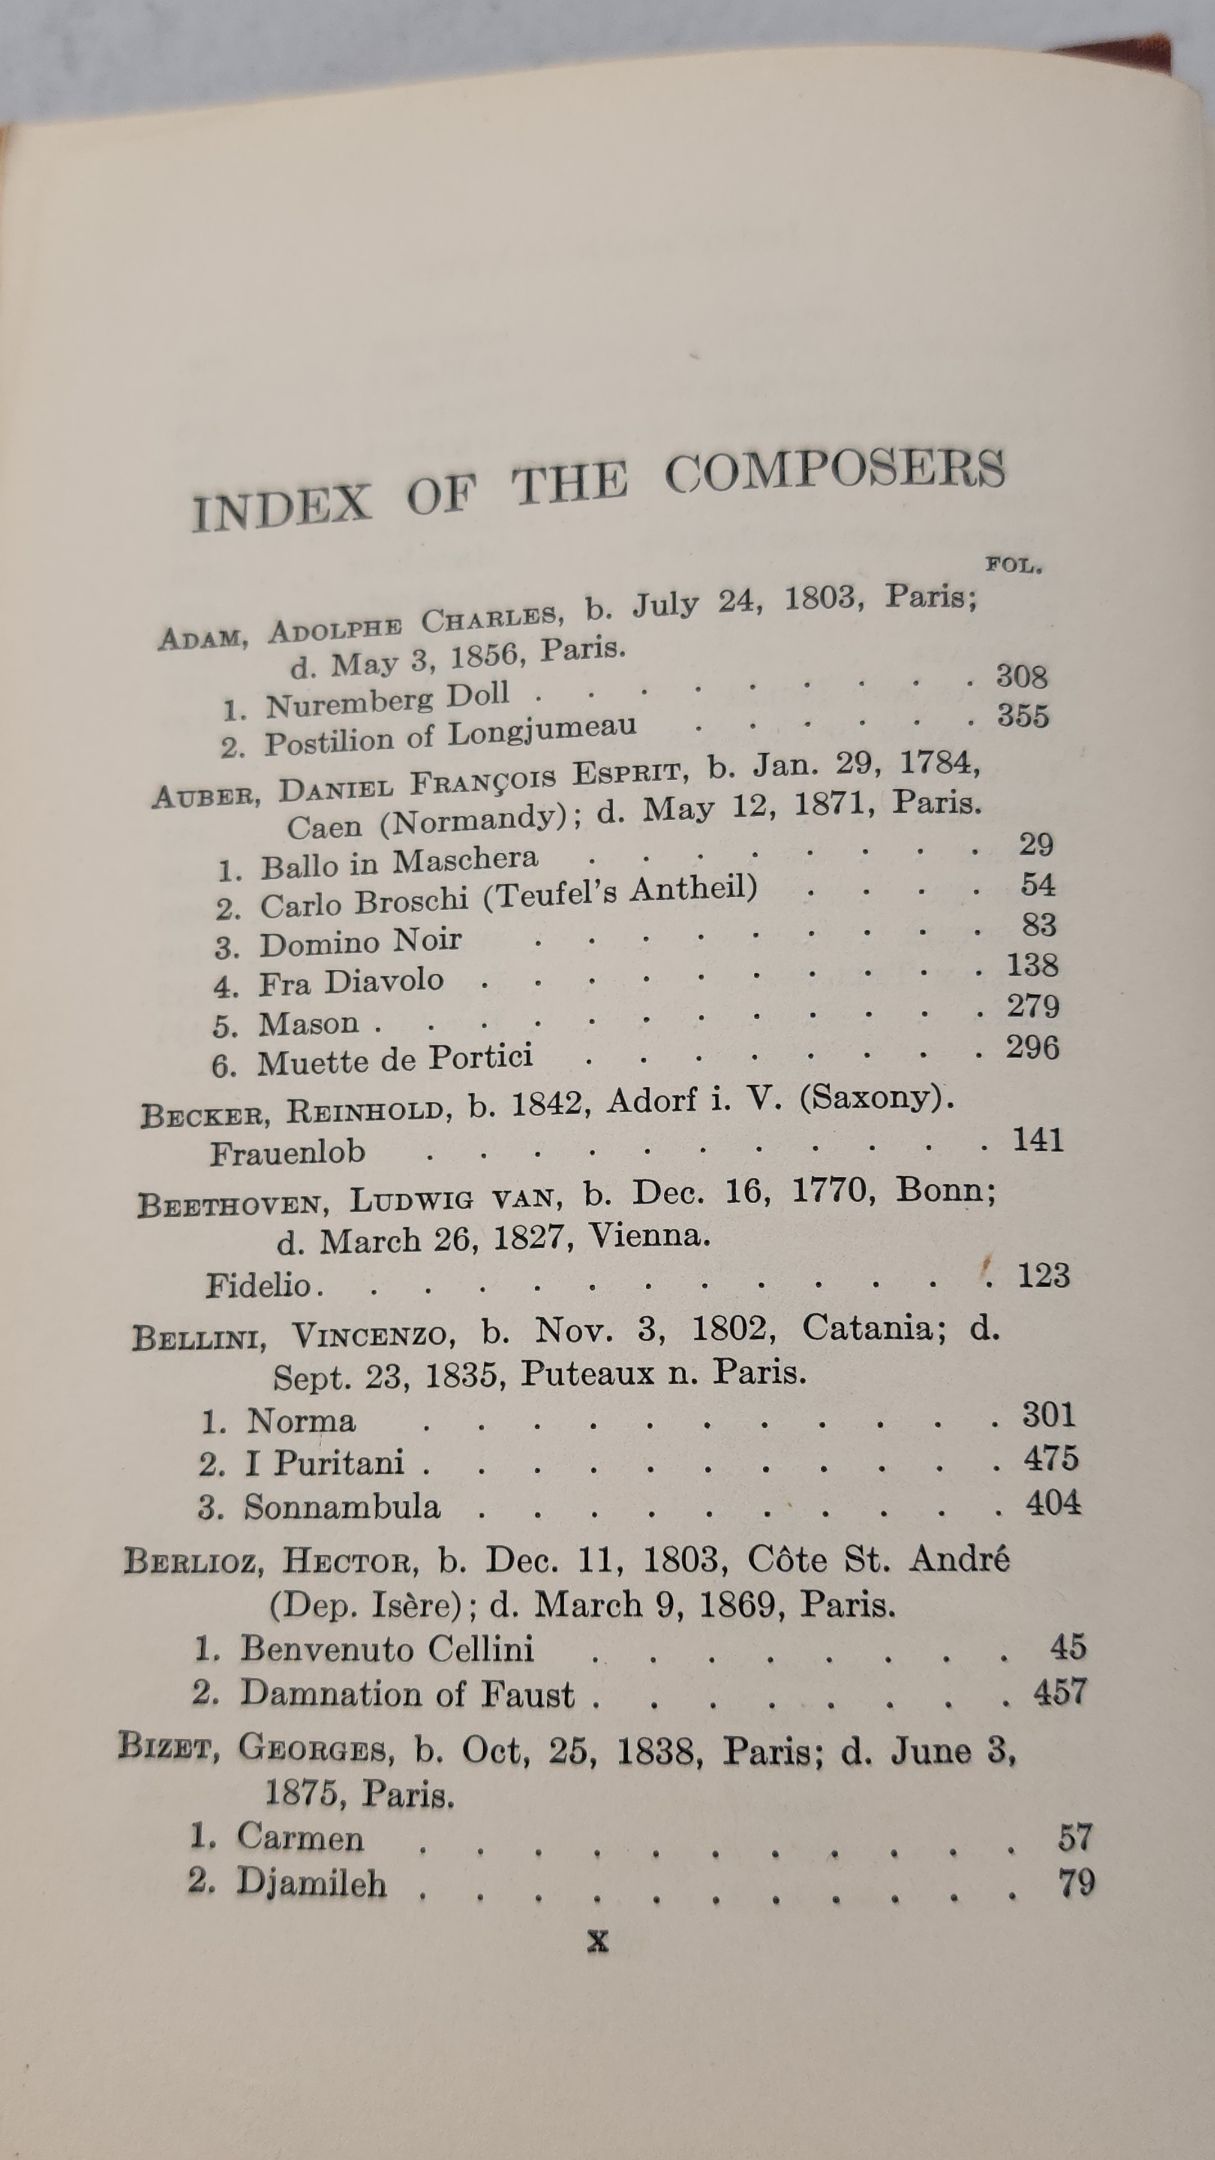 INDEX OF THE COMPOSERS
FOL.
ADAM, ADOLPHE CHARLES, b. July 24, 1803, Paris;
d. May 3, 1856, Paris.
1. Nuremberg Doll . . . . . . . . . 308
2. Postilion of Longjumeau . . . . . . 355
AUBER, DANIEL FRANÇOIS ESPRIT, b. Jan. 29, 1784,
Caen (Normandy); d. May 12, 1871, Paris.
1. Ballo in Maschera . . . . . . . . 29
2. Carlo Broschi (Teufel's Antheil) . . . . 54
3. Domino Noir . . . . . . . . . 83
4. Fra Diavolo . . . . . . . . . . 138
5. Mason . . . . . . . . . . . . 279
6. Muette de Portici . . . . . . . . 296
BECKER, REINHOLD, b. 1842, Adorf i. V. (Saxony).
Frauenlob . . . . . . . . . . . 141
BEETHOVEN, LUDWIG VAN, b. Dec. 16, 1770, Bonn;
d. March 26, 1827, Vienna.
Fidelio . . . . . . . . . . . . . 123
BELLINI, VINCENZO, b. Nov. 3, 1802, Catania; d.
Sept. 23, 1835, Puteaux n. Paris.
1. Norma . . . . . . . . . . . 301
2. I Puritani . . . . . . . . . . . 475
3. Sonnambula . . . . . . . . . . 404
BERLIOZ, HECTOR, b. Dec. 11, 1803, Côte St. André
(Dep. Isère); d. March 9, 1869, Paris.
1. Benvenuto Cellini . . . . . . . . 45
2. Damnation of Faust . . . . . . . . 457
BIZET, GEORGES, b. Oct, 25, 1838, Paris; d. June 3,
1875, Paris.
1. Carmen . . . . . . . . . . . 57
2. Djamileh . . . . . . . . . . . 79
x